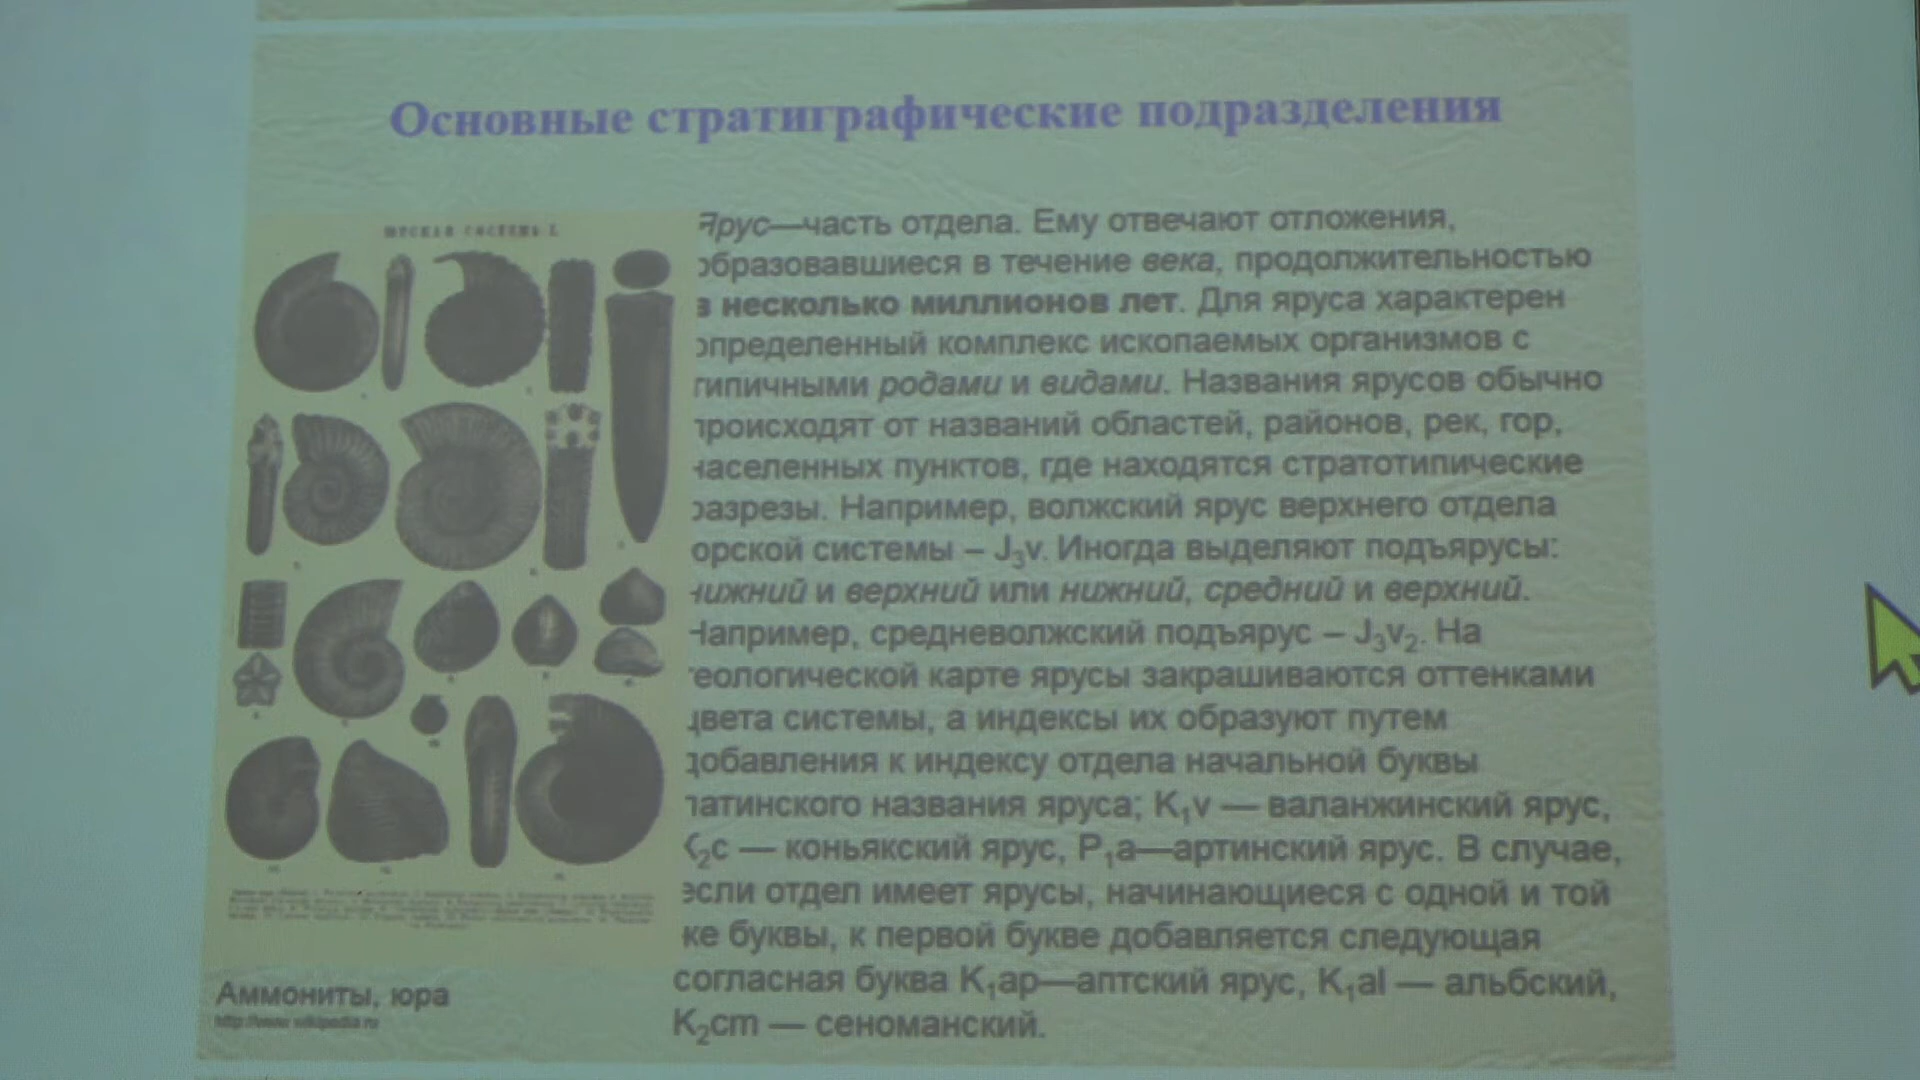 Основные стратиграфические подразделения
ЮРСКАЯ СИСТЕМА I.
Ярус—часть отдела. Ему отвечают отложения,
образовавшиеся в течение века, продолжительностью
в несколько миллионов лет. Для яруса характерен
определенный комплекс ископаемых организмов с
типичными родами и видами. Названия ярусов обычно
происходят от названий областей, районов, рек, гор,
населенных пунктов, где находятся стратотипические
разрезы. Например, волжский ярус верхнего отдела
юрской системы – J₃v. Иногда выделяют подъярусы:
нижний и верхний или нижний, средний и верхний.
Например, средневолжский подъярус – J₃v₂. На
геологической карте ярусы закрашиваются оттенками
цвета системы, а индексы их образуют путем
добавления к индексу отдела начальной буквы
латинского названия яруса; K₁v — валанжинский ярус,
K₂c — коньякский ярус, P₁a—артинский ярус. В случае,
если отдел имеет ярусы, начинающиеся с одной и той
же буквы, к первой букве добавляется следующая
согласная буква K₁ap—аптский ярус, K₁al — альбский,
K₂cm — сеноманский.
Аммониты, юра
http://www.wikipedia.ru